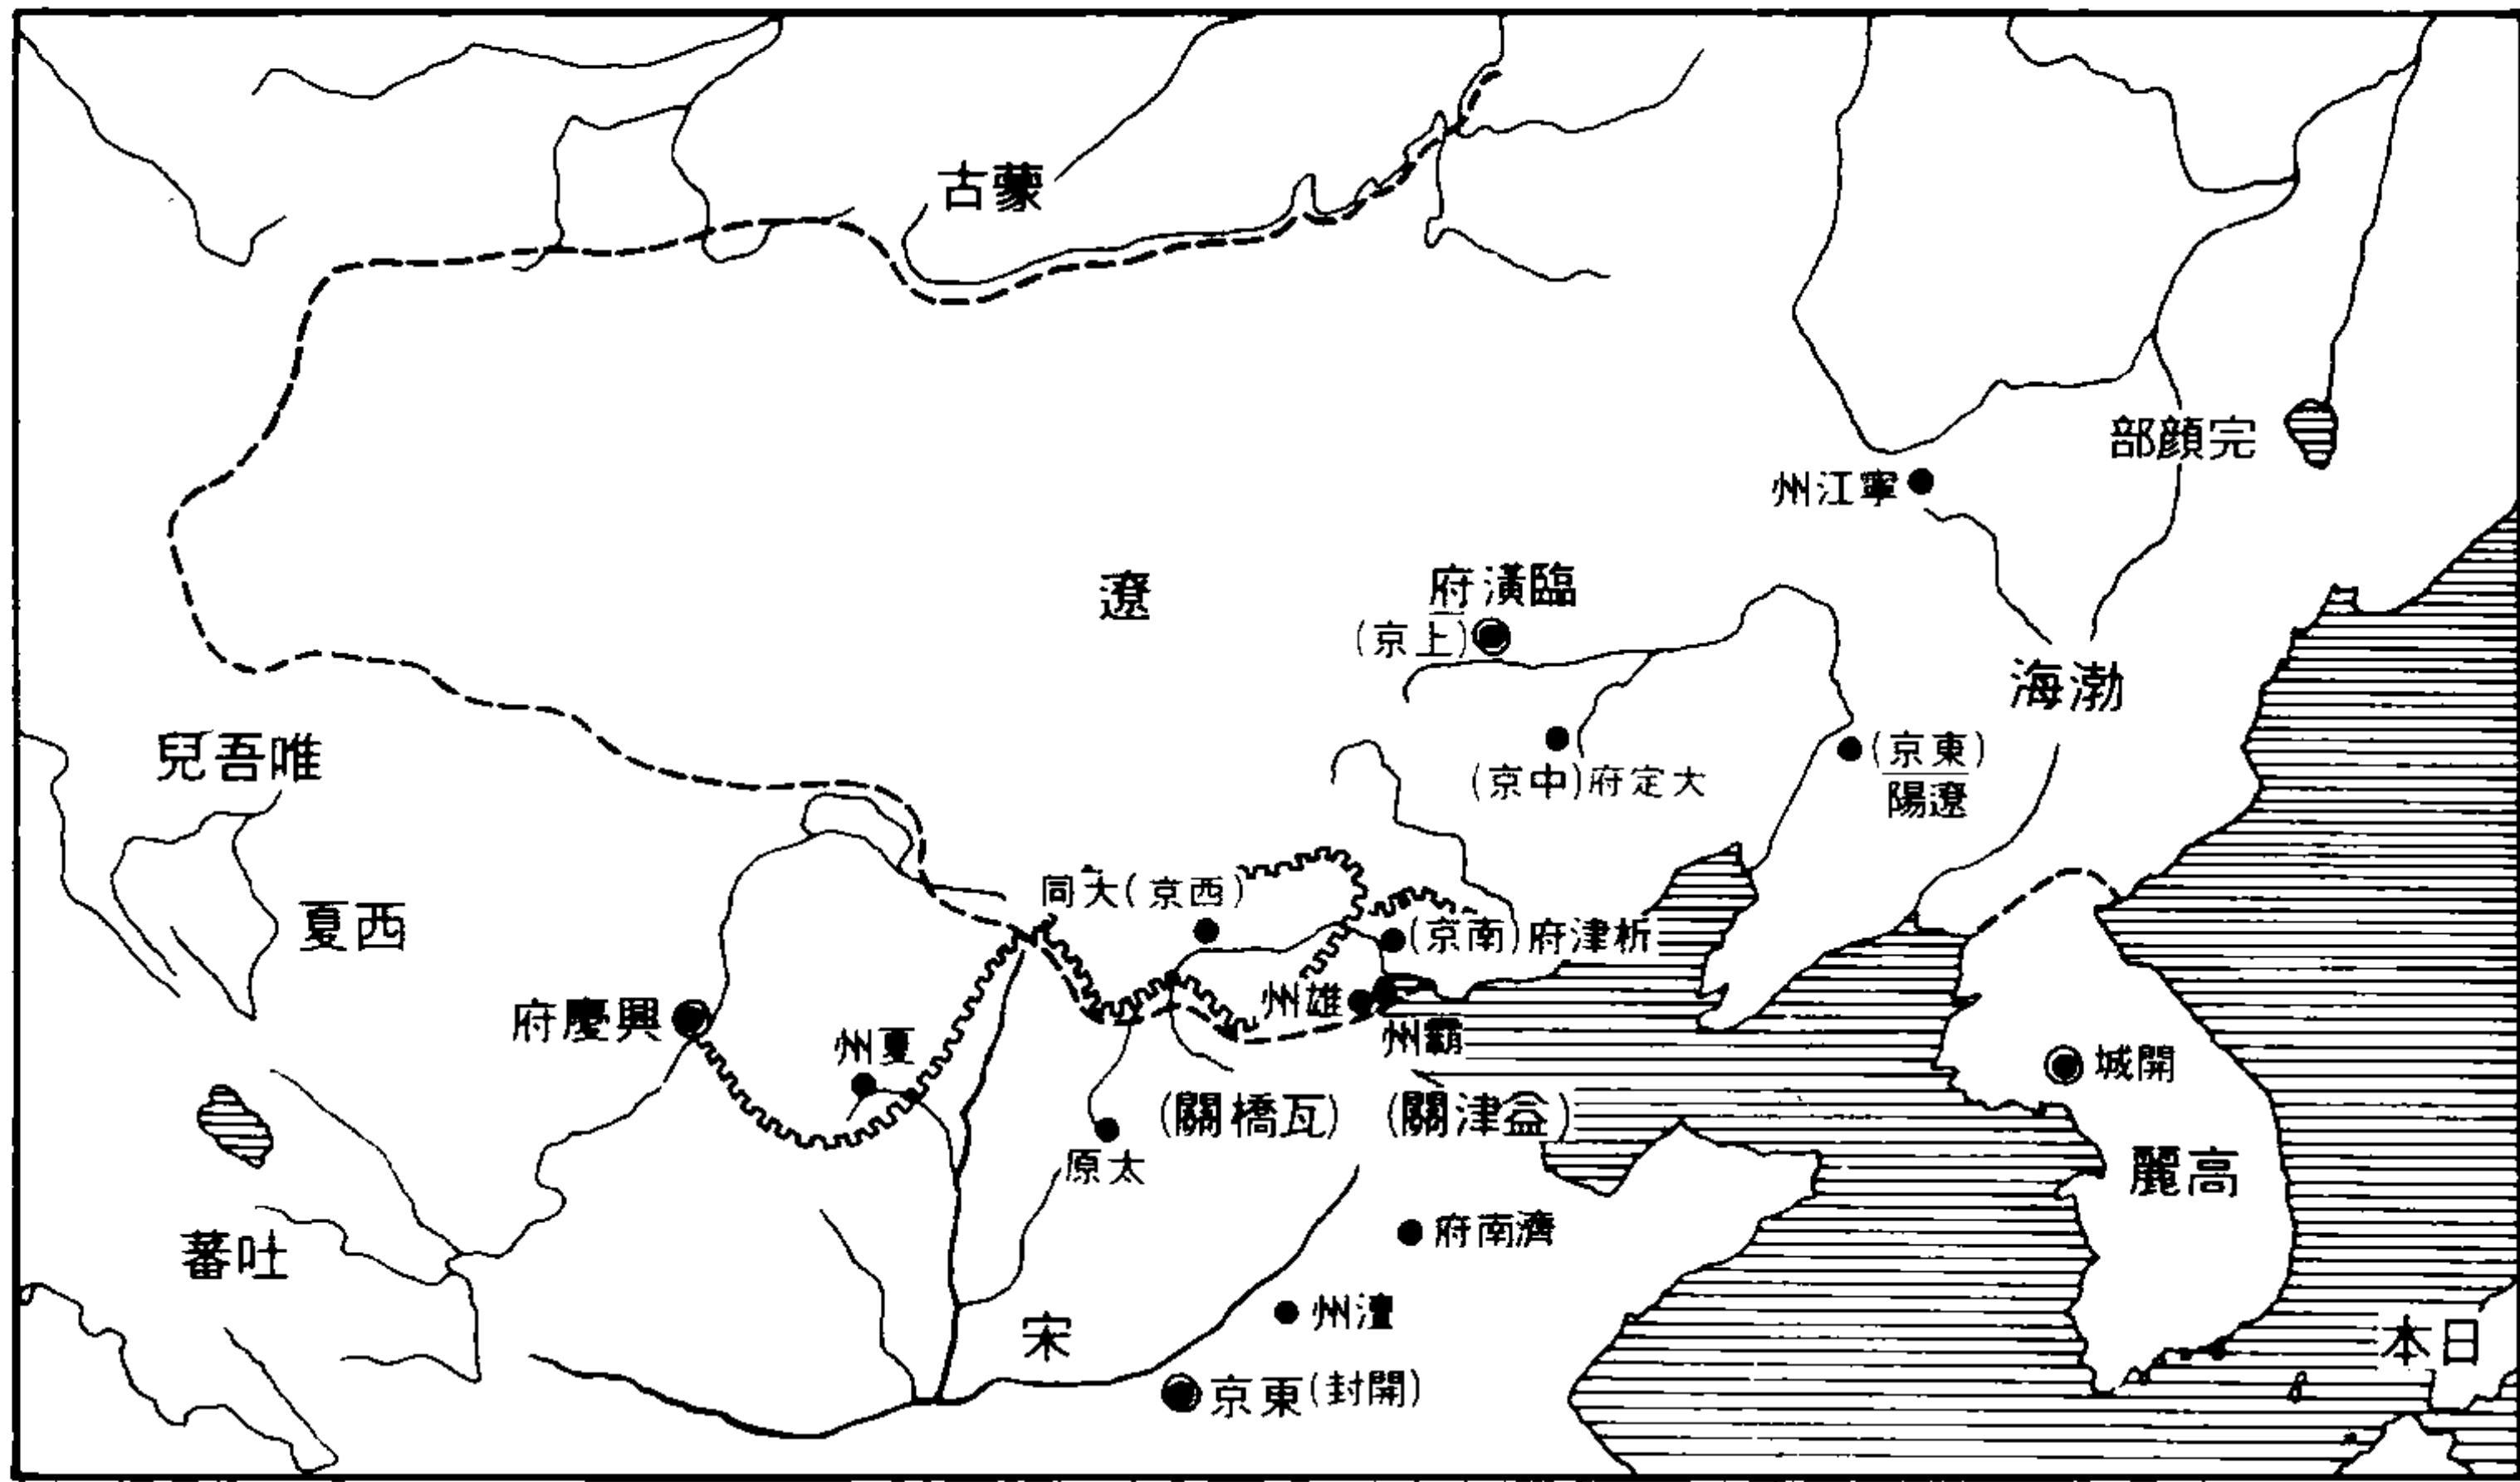 蒙古
完顏部
寧江州
遼
臨潢府
(上京)
渤海
大定府(中京)
(東京)
遼陽
唯吾兒
西夏
(西京)大同
析津府(南京)
興慶府
夏州
雄州
霸州
(瓦橋關)
(益津關)
開城
高麗
太原
吐蕃
濟南府
宋
澶州
(開封)東京
日本